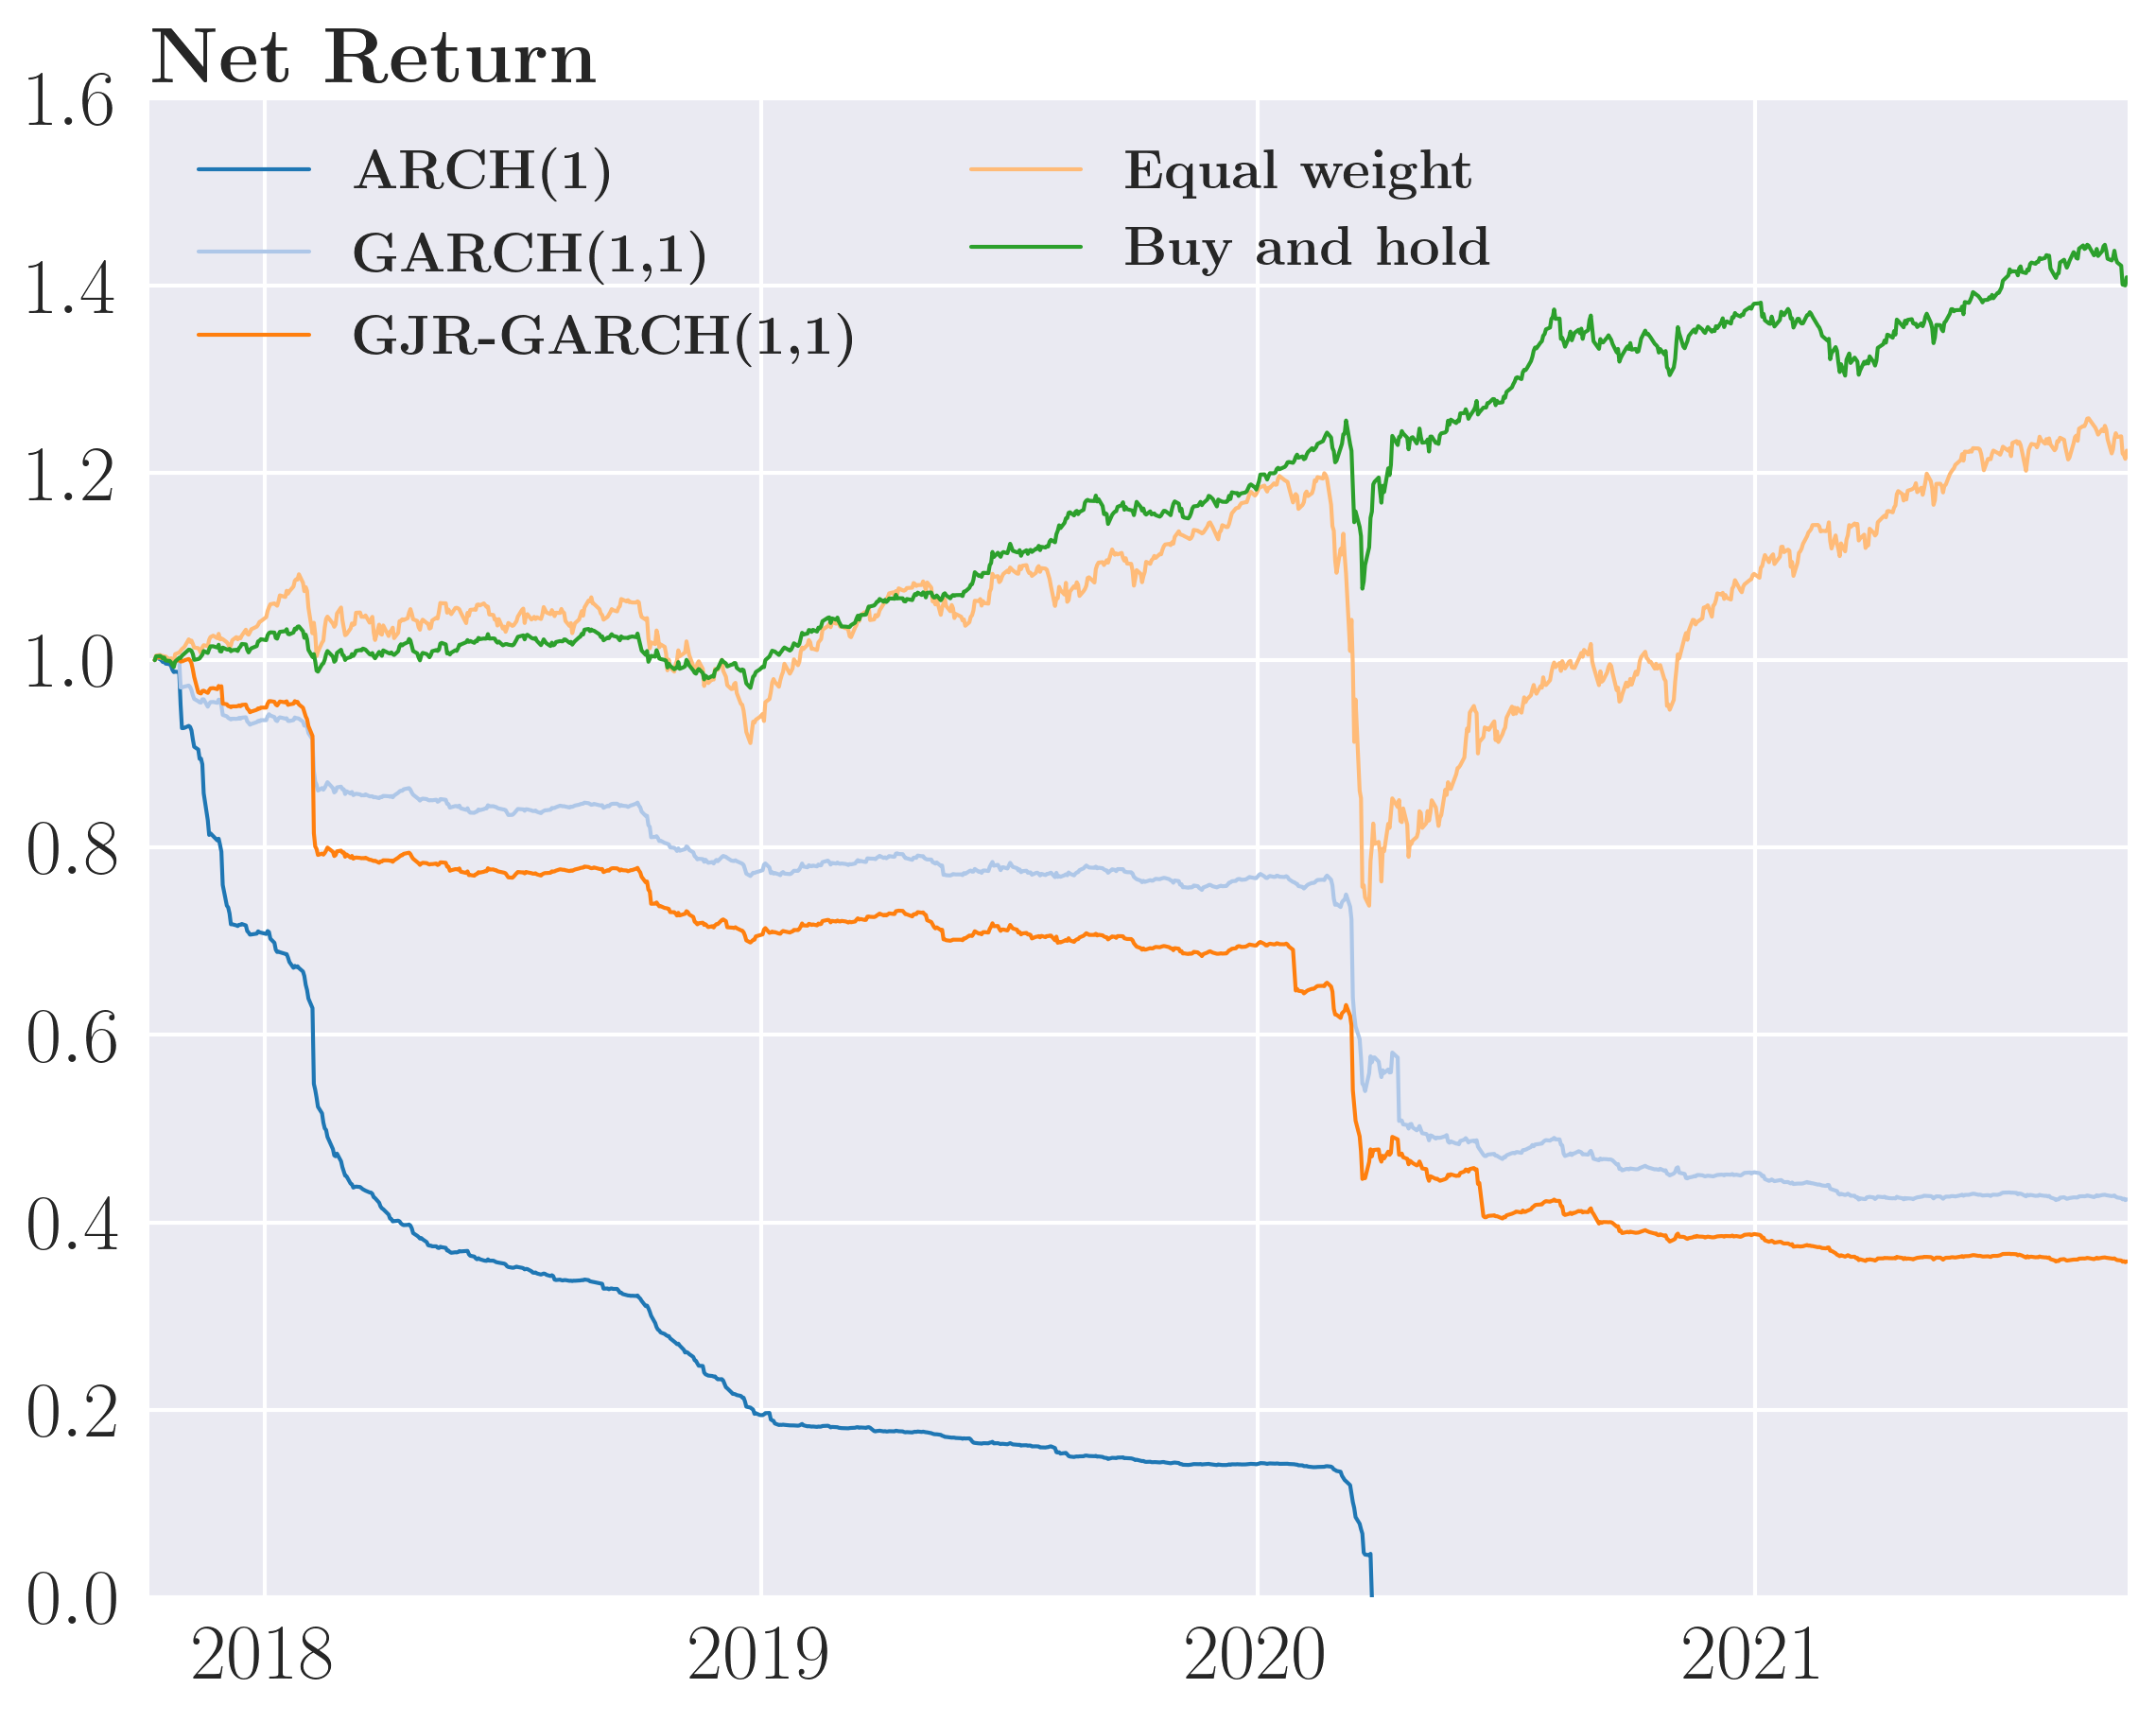 Net Return
1.6
1.4
1.2
1.0
0.8
0.6
0.4
0.2
0.0
ARCH(1)
GARCH(1,1)
GJR-GARCH(1,1)
Equal weight
Buy and hold
2018 2019 2020 2021